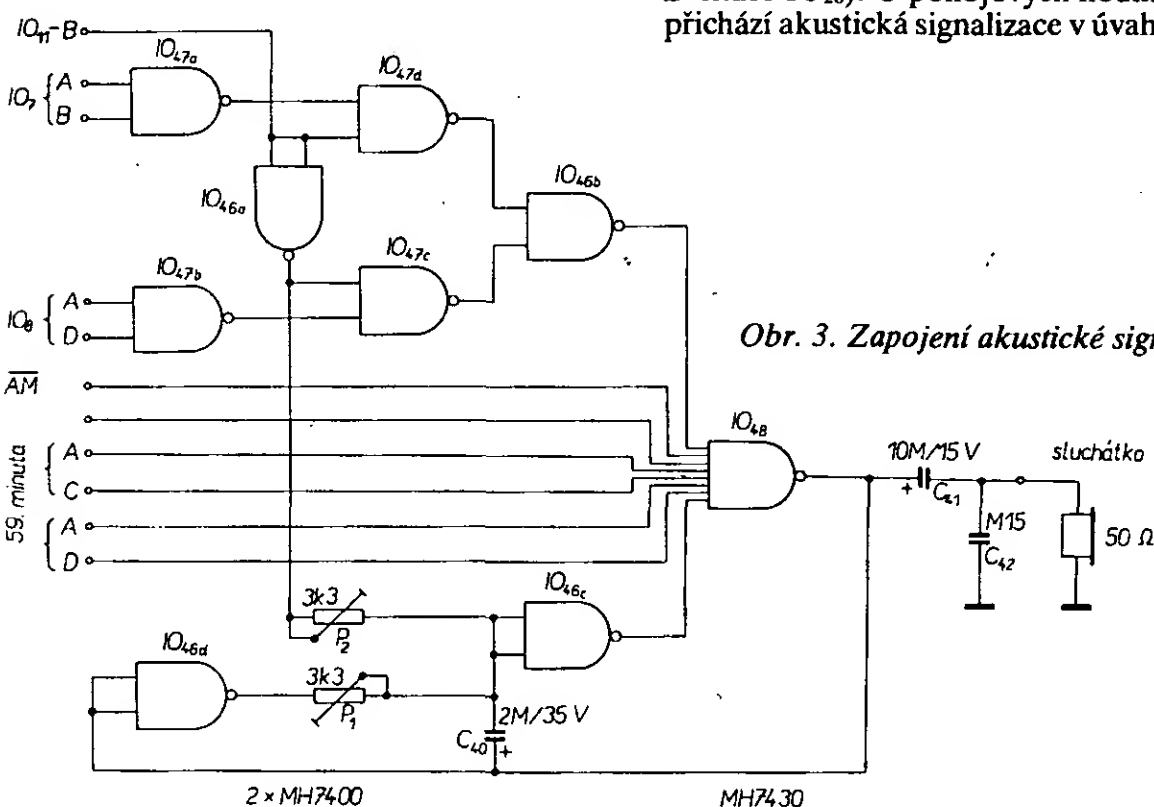 přichází akustická signalizace v úvah
IO₁₁-B
IO₄₇ₐ
IO₄₇d
IO₇ { A
B
IO₄₆ₐ
IO₄₆b
IO₄₇b
IO₄₇c
IO₈ { A
D
Obr. 3. Zapojení akustické sign
AM
59. minuta
A
C
A
D
IO₄₈
10M/15 V
C₄₁
sluchátko
M15
C₄₂
50 Ω
3k3
P₂
IO₄₆c
IO₄₆d
3k3
P₁
2M/35 V
C₄₀
+
+
2 x MH7400
MH7430